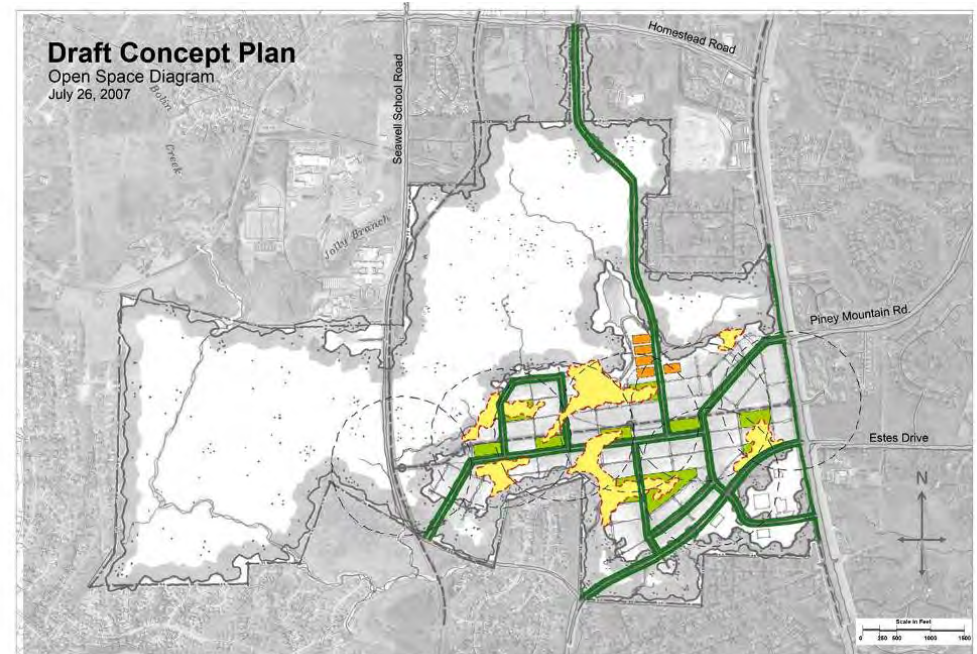 Draft Concept Plan
Open Space Diagram
July 26, 2007
Homestead Road
Seawell School Road
Bolin
Creek
Jolly Branch
Piney Mountain Rd.
Estes Drive
N
Scale in Feet
0 250 500 1000 1500